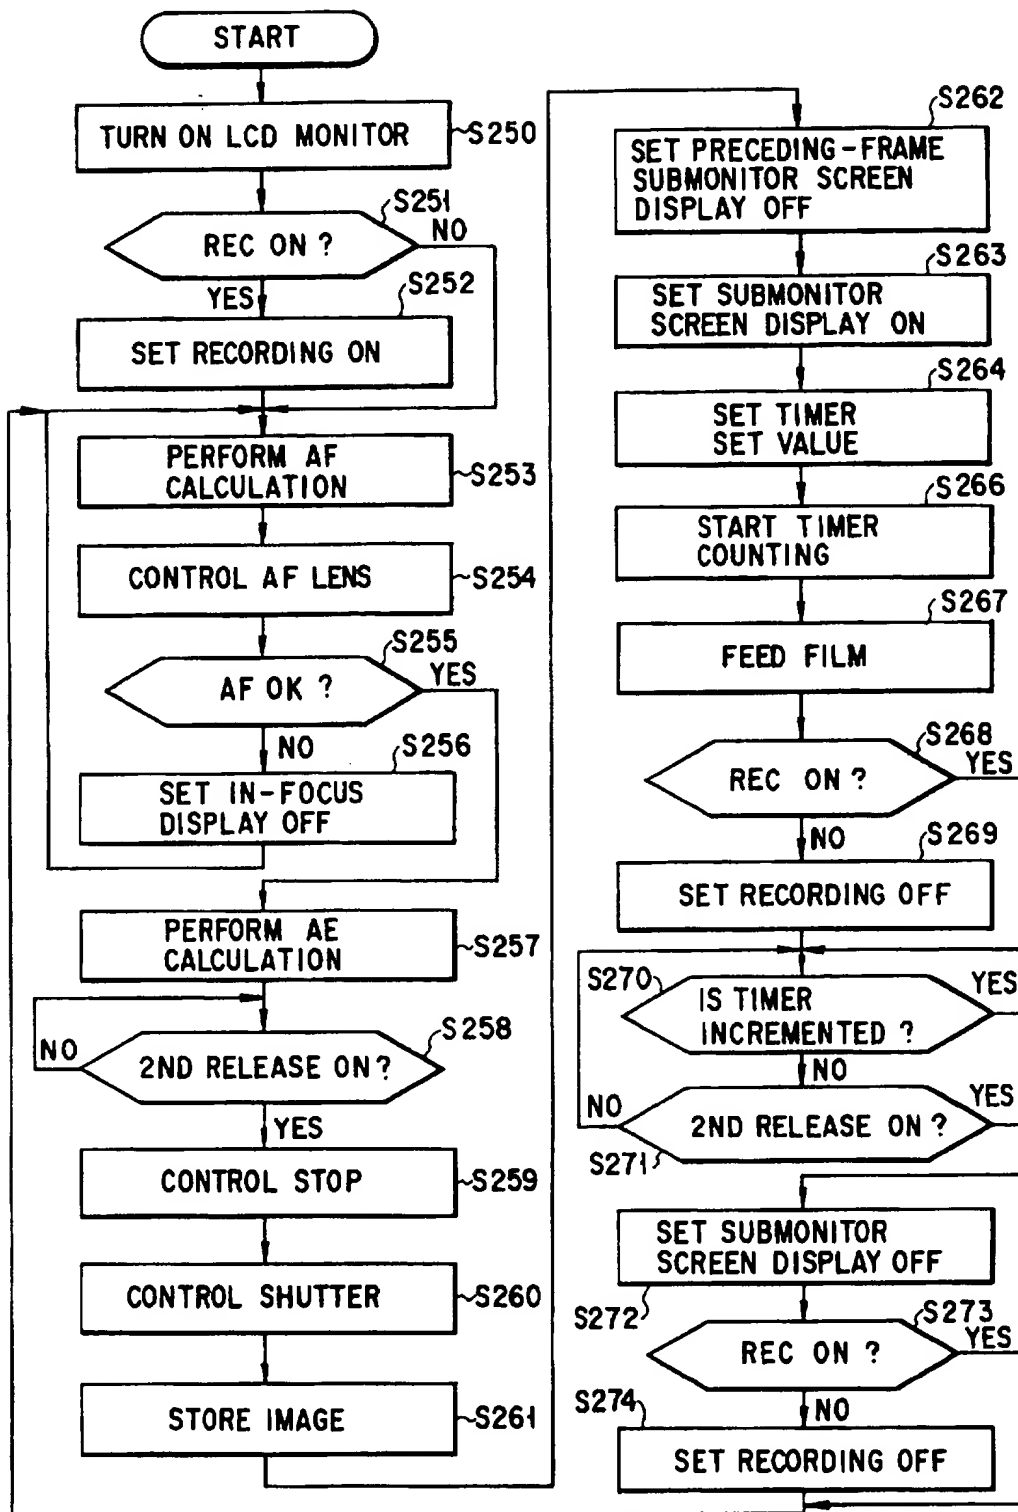 START
TURN ON LCD MONITOR
S250
S251
REC ON ?
NO
YES
S252
SET RECORDING ON
PERFORM AF
CALCULATION
S253
CONTROL AF LENS
S254
S255
AF OK ?
YES
NO
S256
SET IN-FOCUS
DISPLAY OFF
PERFORM AE
CALCULATION
S257
S258
NO
2ND RELEASE ON ?
YES
CONTROL STOP
S259
CONTROL SHUTTER
S260
STORE IMAGE
S261
S262
SET PRECEDING-FRAME
SUBMONITOR SCREEN
DISPLAY OFF
S263
SET SUBMONITOR
SCREEN DISPLAY ON
S264
SET TIMER
SET VALUE
S266
START TIMER
COUNTING
S267
FEED FILM
S268
REC ON ?
YES
NO
S269
SET RECORDING OFF
S270
IS TIMER
INCREMENTED ?
YES
NO
NO
2ND RELEASE ON ?
YES
S271
SET SUBMONITOR
SCREEN DISPLAY OFF
S272
S273
REC ON ?
YES
S274
NO
SET RECORDING OFF